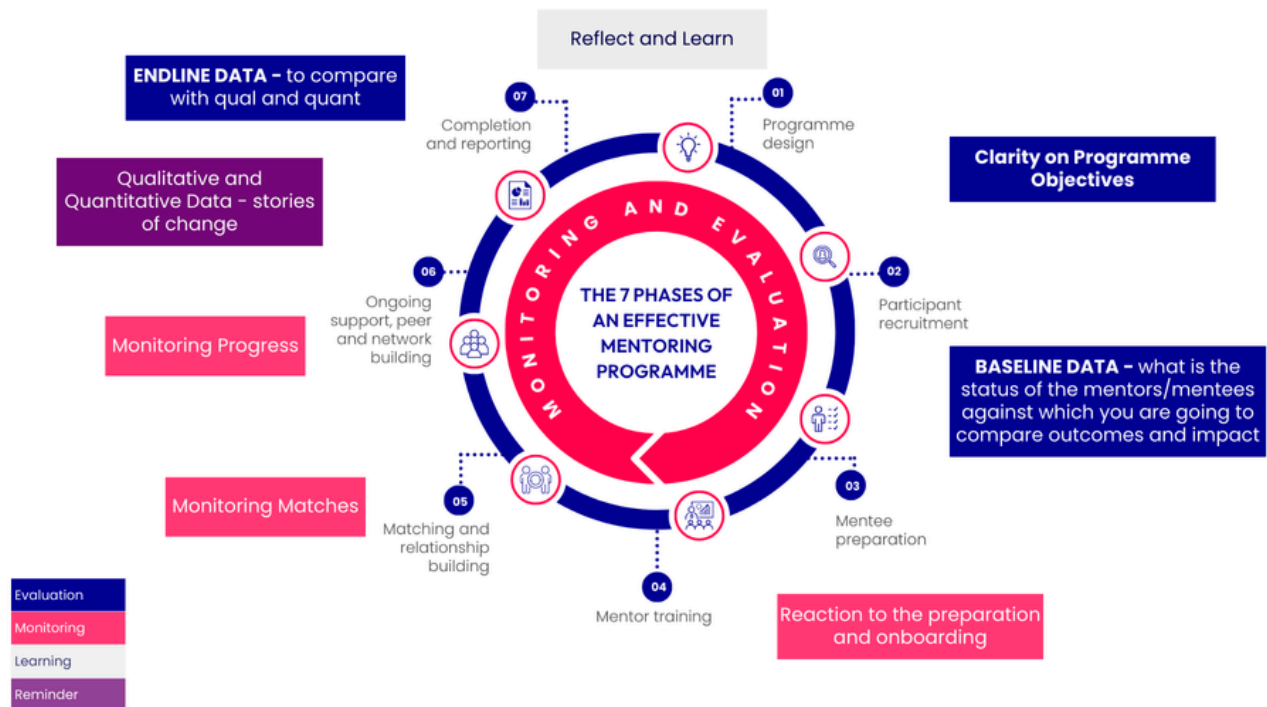 Reflect and Learn
ENDLINE DATA - to compare
with qual and quant
07
Completion
and reporting
01
Programme
design
Clarity on Programme
Objectives
Qualitative and
Quantitative Data - stories
of change
MONITORING AND EVALUATION
THE 7 PHASES OF
AN EFFECTIVE
MENTORING
PROGRAMME
02
Participant
recruitment
06
Ongoing
support, peer
and network
building
Monitoring Progress
BASELINE DATA - what is the
status of the mentors/mentees
against which you are going to
compare outcomes and impact
03
Mentee
preparation
Monitoring Matches
05
Matching and
relationship
building
04
Mentor training
Reaction to the preparation
and onboarding
Evaluation
Monitoring
Learning
Reminder